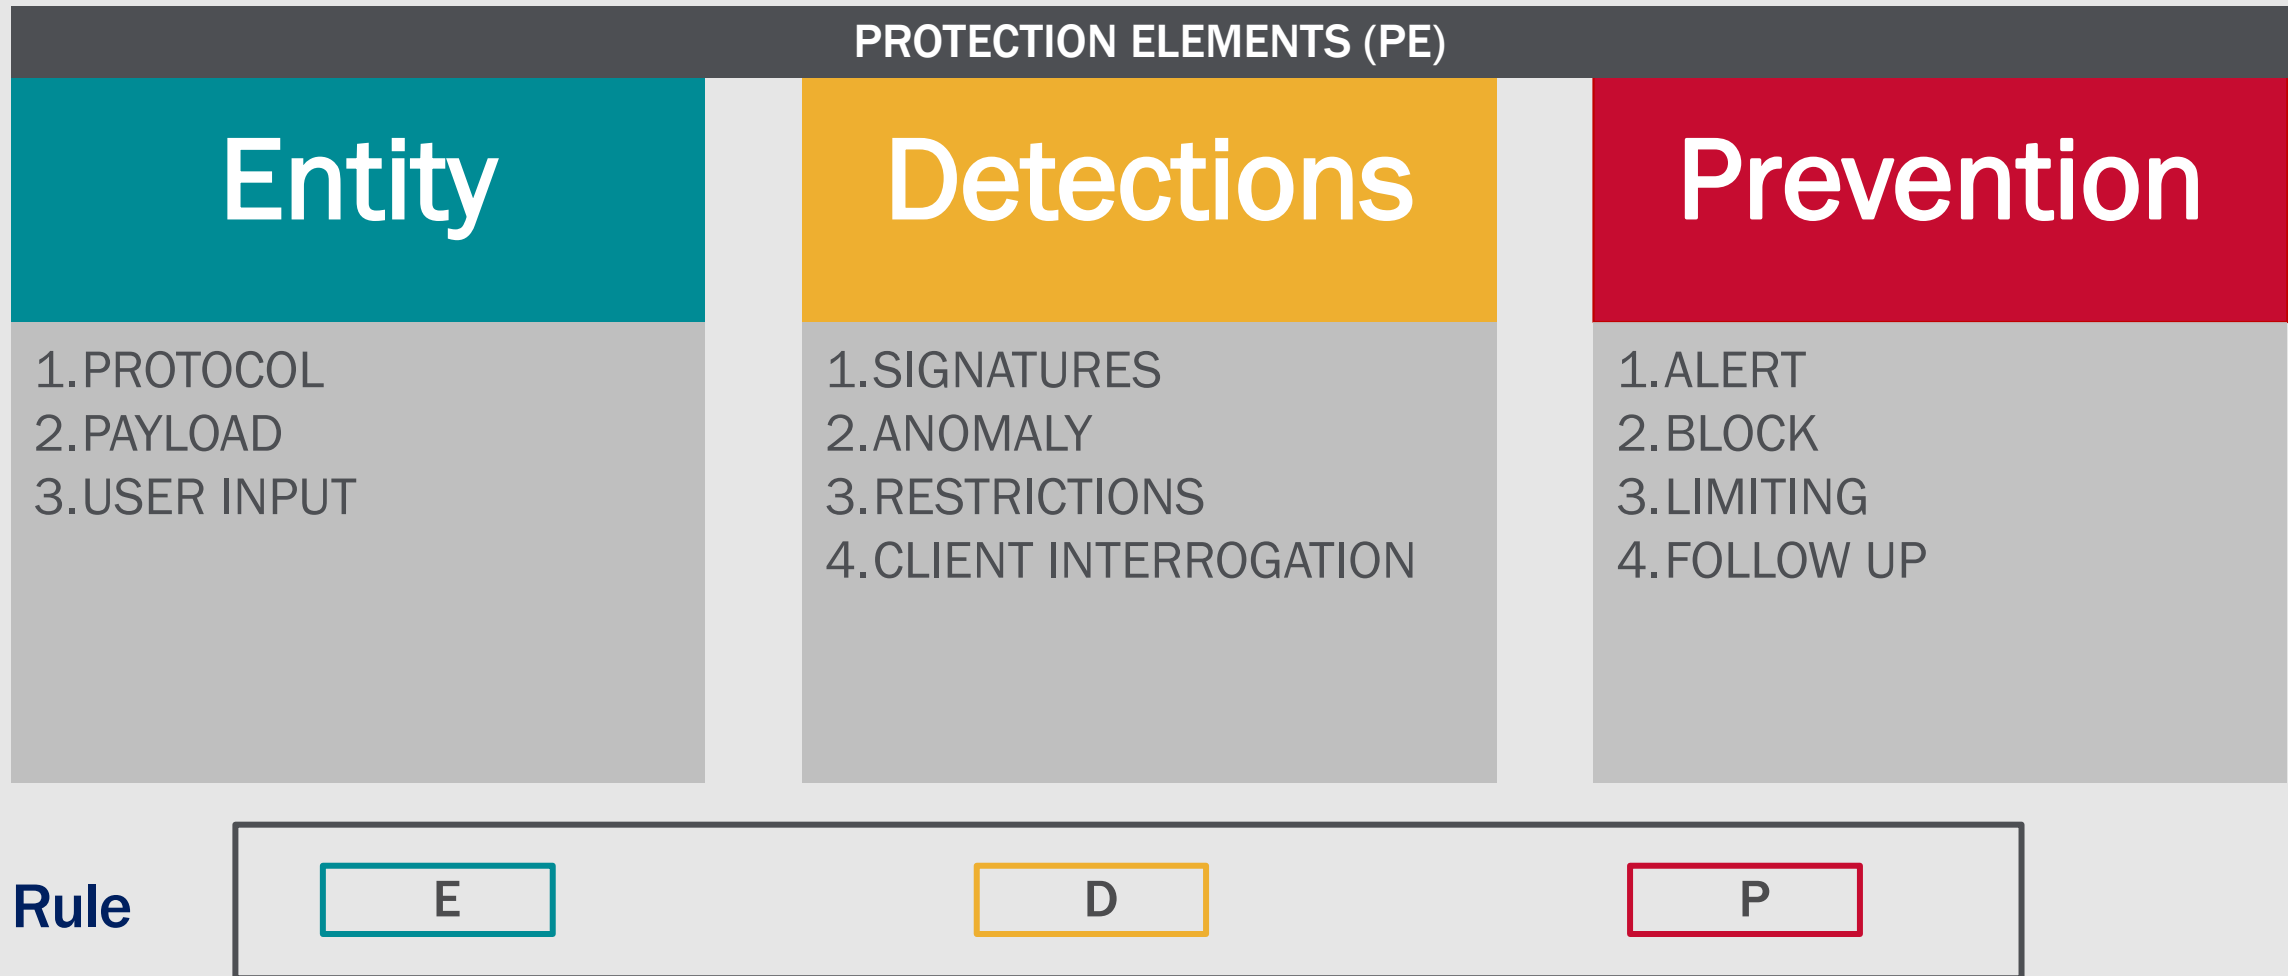 PROTECTION ELEMENTS (PE)
Entity
1.PROTOCOL
2.PAYLOAD
3.USER INPUT
Detections
1.SIGNATURES
2.ANOMALY
3.RESTRICTIONS
4.CLIENT INTERROGATION
Prevention
1.ALERT
2.BLOCK
3.LIMITING
4.FOLLOW UP
Rule
E
D
P